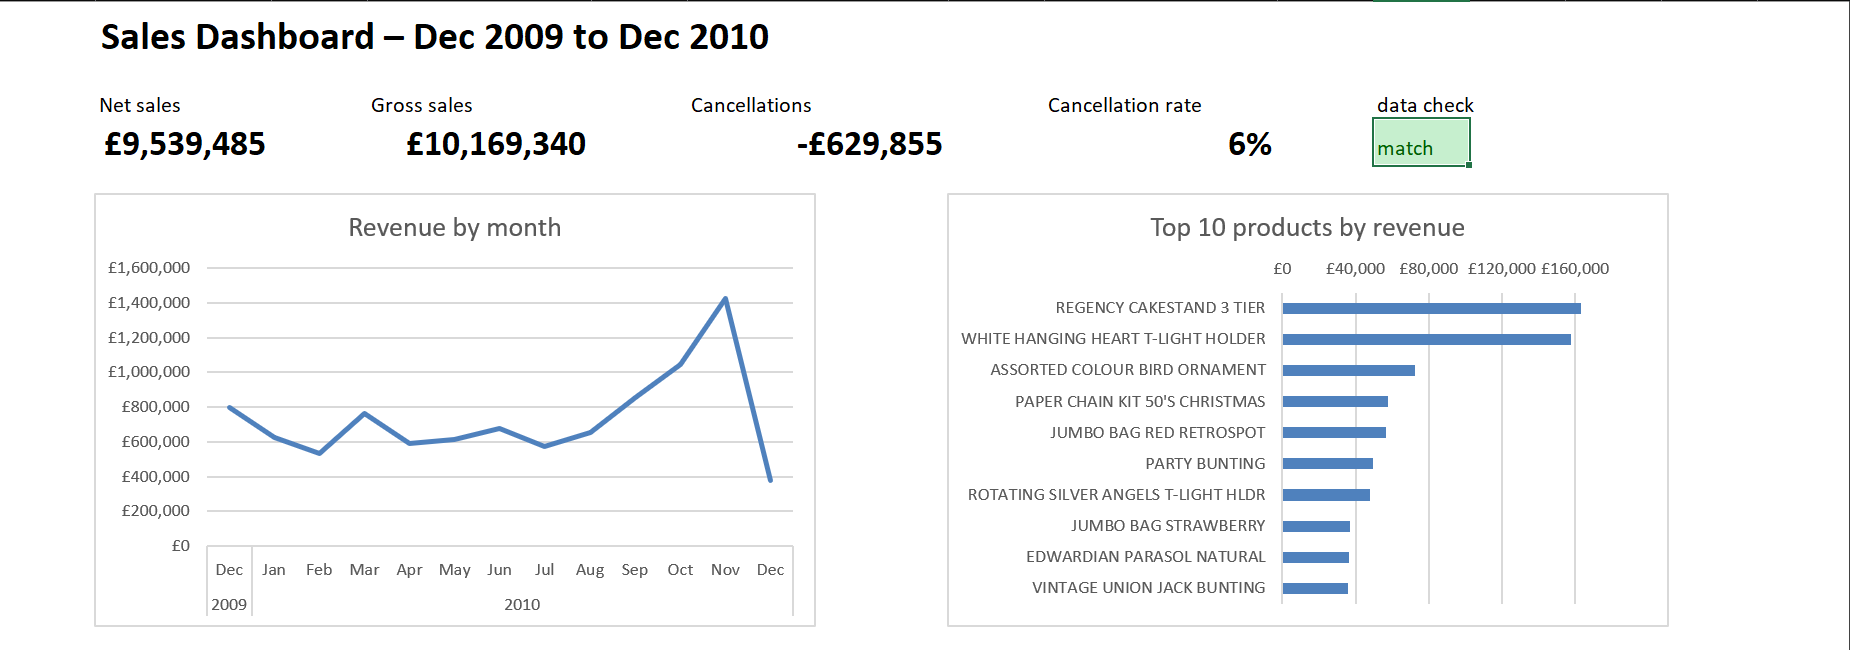 Sales Dashboard – Dec 2009 to Dec 2010
Net sales
Gross sales
Cancellations
Cancellation rate
data check
£9,539,485
£10,169,340
-£629,855
6%
match
Revenue by month
£1,600,000
£1,400,000
£1,200,000
£1,000,000
£800,000
£600,000
£400,000
£200,000
£0
Dec Jan Feb Mar Apr May Jun Jul Aug Sep Oct Nov Dec
2009 2010
Top 10 products by revenue
£0 £40,000 £80,000 £120,000 £160,000
REGENCY CAKESTAND 3 TIER
WHITE HANGING HEART T-LIGHT HOLDER
ASSORTED COLOUR BIRD ORNAMENT
PAPER CHAIN KIT 50'S CHRISTMAS
JUMBO BAG RED RETROSPOT
PARTY BUNTING
ROTATING SILVER ANGELS T-LIGHT HLDR
JUMBO BAG STRAWBERRY
EDWARDIAN PARASOL NATURAL
VINTAGE UNION JACK BUNTING